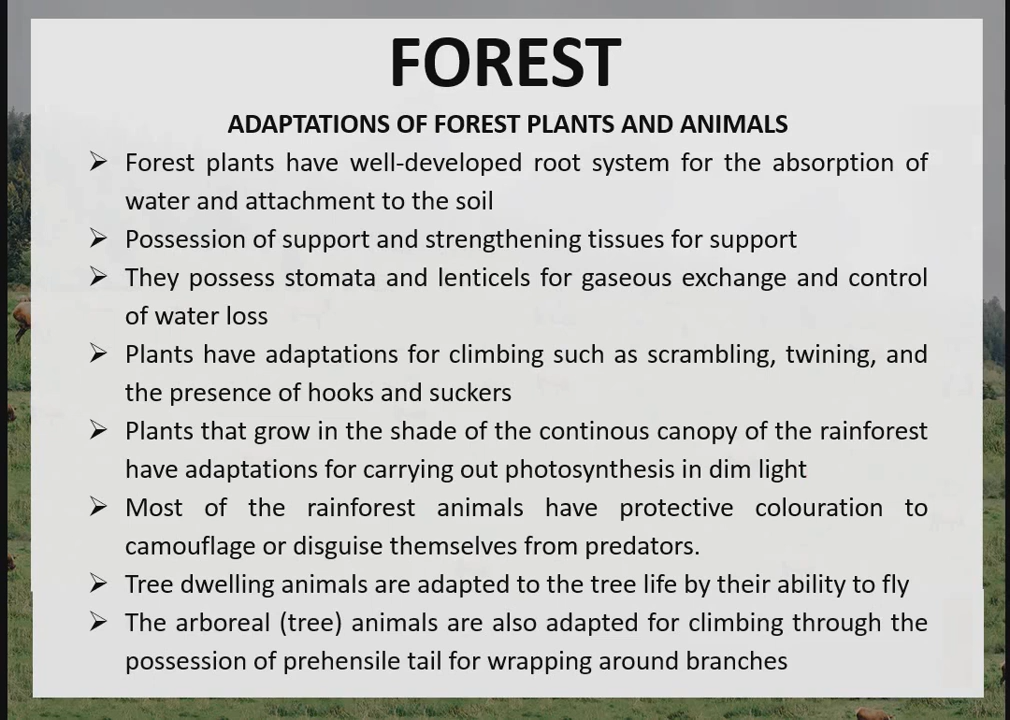 FOREST
ADAPTATIONS OF FOREST PLANTS AND ANIMALS
➢ Forest plants have well-developed root system for the absorption of
water and attachment to the soil
➢ Possession of support and strengthening tissues for support
➢ They possess stomata and lenticels for gaseous exchange and control
of water loss
➢ Plants have adaptations for climbing such as scrambling, twining, and
the presence of hooks and suckers
➢ Plants that grow in the shade of the continous canopy of the rainforest
have adaptations for carrying out photosynthesis in dim light
➢ Most of the rainforest animals have protective colouration to
camouflage or disguise themselves from predators.
➢ Tree dwelling animals are adapted to the tree life by their ability to fly
➢ The arboreal (tree) animals are also adapted for climbing through the
possession of prehensile tail for wrapping around branches